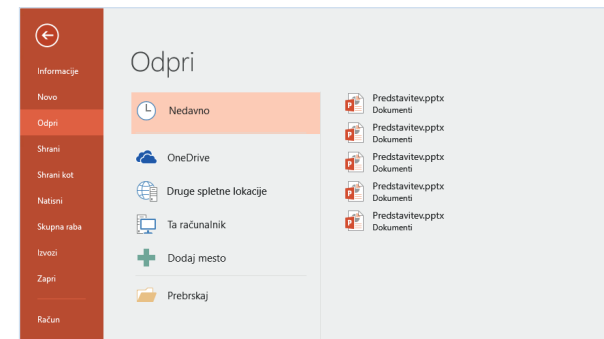 Informacije
Novo
Odpri
Shrani
Shrani kot
Natisni
Skupna raba
Izvozi
Zapri
Račun
Odpri
Nedavno
OneDrive
Druge spletne lokacije
Ta računalnik
Dodaj mesto
Prebrskaj
Predstavitev.pptx
Dokumenti
Predstavitev.pptx
Dokumenti
Predstavitev.pptx
Dokumenti
Predstavitev.pptx
Dokumenti
Predstavitev.pptx
Dokumenti